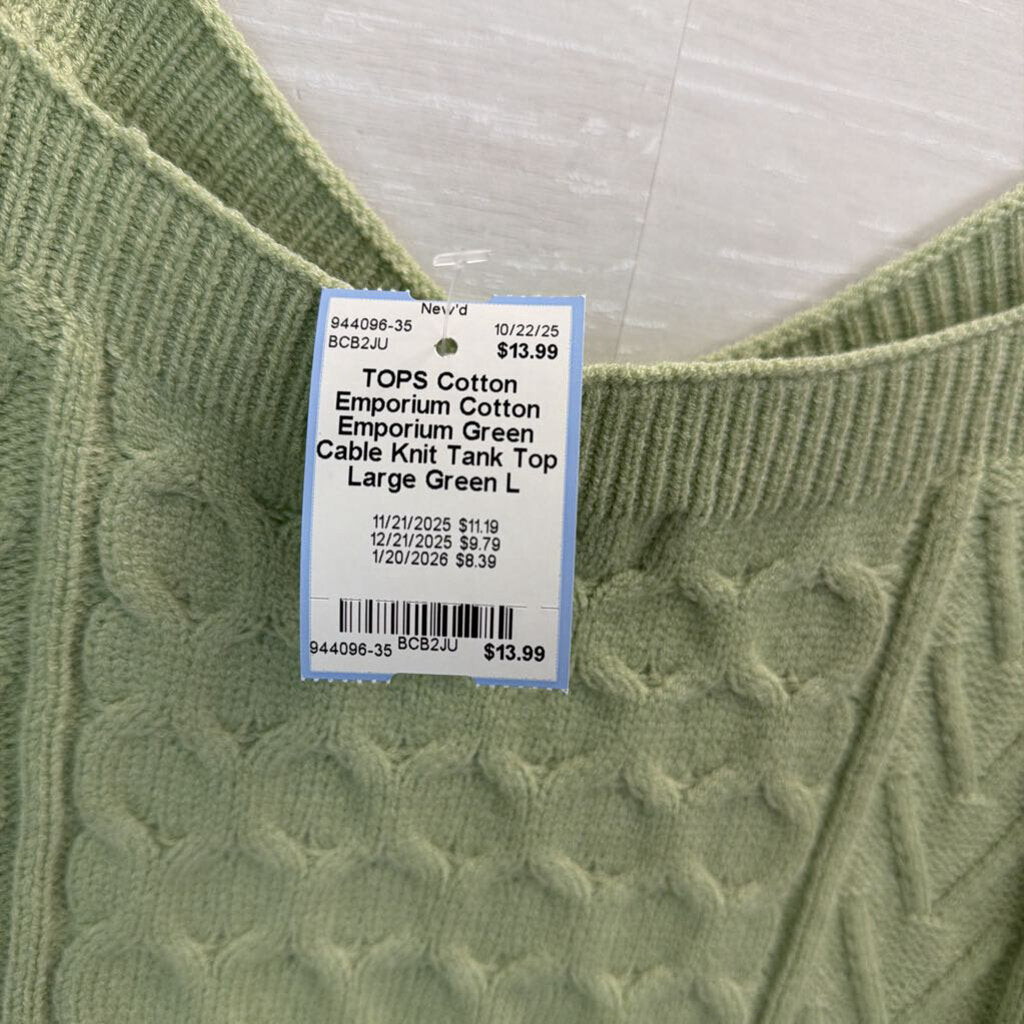 New'd
944096-35 10/22/25
BCB2JU $13.99
TOPS Cotton
Emporium Cotton
Emporium Green
Cable Knit Tank Top
Large Green L
11/21/2025 $11.19
12/21/2025 $9.79
1/20/2026 $8.39
944096-35 BCB2JU $13.99